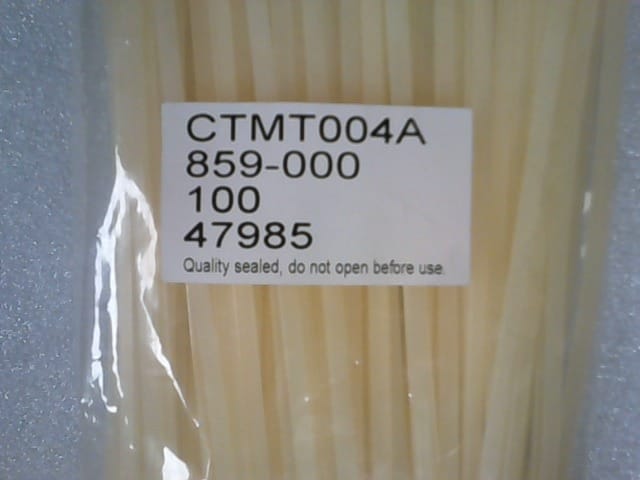 CTMT004A
859-000
100
47985
Quality sealed, do not open before use.